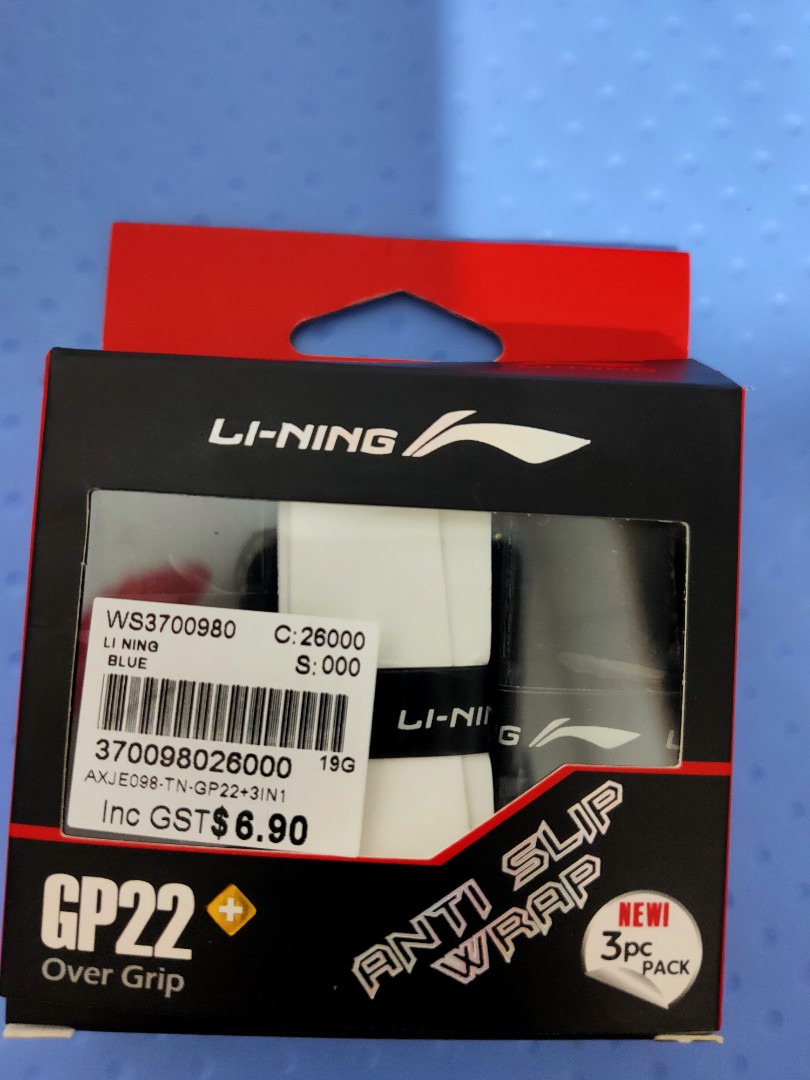 LI-NING
WS3700980 C:26000
LI NING S:000
BLUE
370098026000 19G
AXJE098-TN-GP22+3IN1
Inc GST$6.90
LI-NING
GP22+
Over Grip
ANTI SLIP
WRAP
NEW!
3pc
PACK